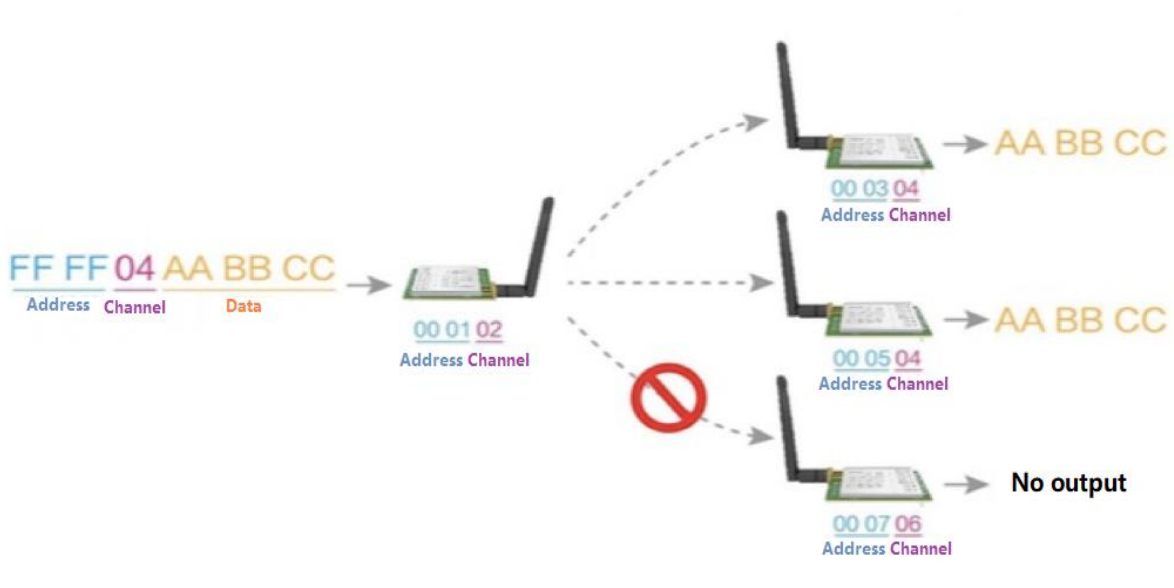 FF FF 04 AA BB CC
Address Channel Data
00 01 02
Address Channel
00 03 04
Address Channel
AA BB CC
00 05 04
Address Channel
AA BB CC
00 07 06
Address Channel
No output